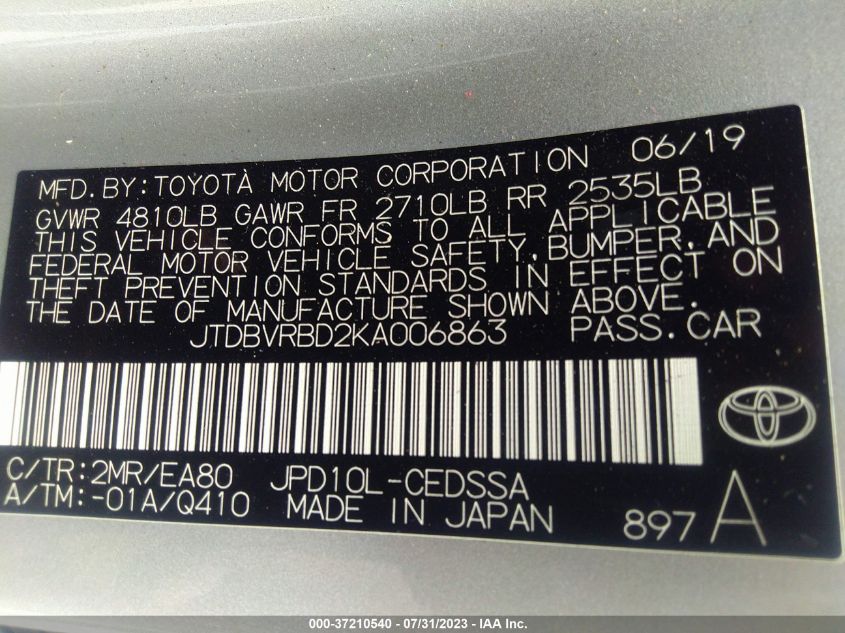 MFD. BY: TOYOTA MOTOR CORPORATION 06/19
GVWR 4810LB GAWR FR 2710LB RR 2535LB
THIS VEHICLE CONFORMS TO ALL APPLICABLE
FEDERAL MOTOR VEHICLE SAFETY, BUMPER, AND
THEFT PREVENTION STANDARDS IN EFFECT ON
THE DATE OF MANUFACTURE SHOWN ABOVE.
JTDBVRBD2KA006863 PASS. CAR
C/TR: 2MR/EA80 JPD10L-CEDSSA
A/TM: -01A/Q410 MADE IN JAPAN 897 A
000-37210540 - 07/31/2023 - IAA Inc.